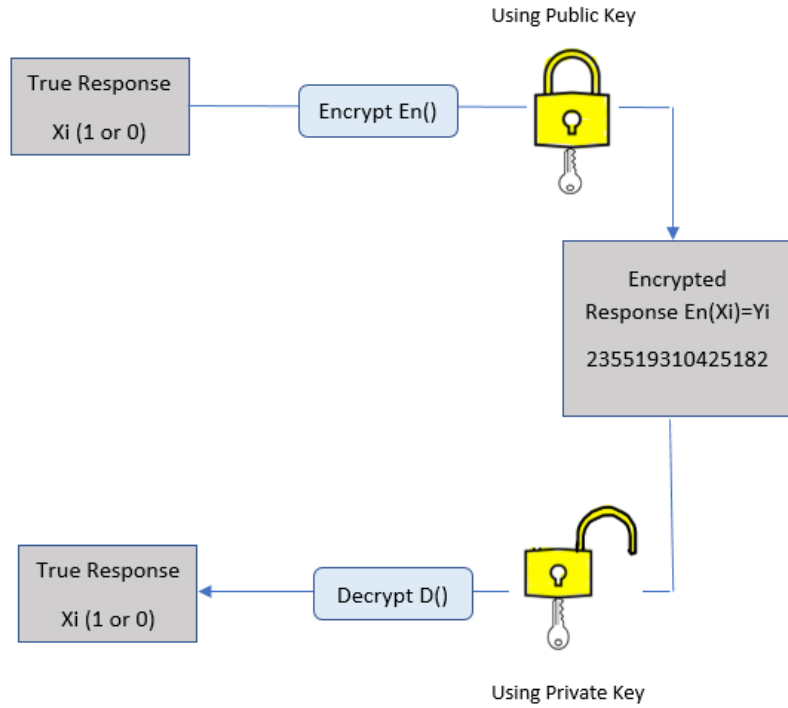 Using Public Key
True Response
Xi (1 or 0)
Encrypt En()
Encrypted
Response En(Xi)=Yi
235519310425182
True Response
Xi (1 or 0)
Decrypt D()
Using Private Key